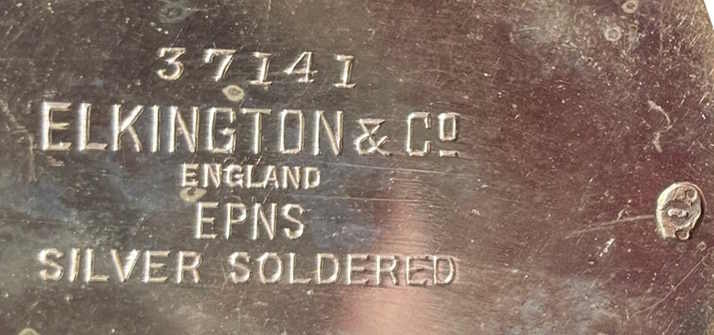 37141
ELKINGTON & Cº
ENGLAND
EPNS
SILVER SOLDERED